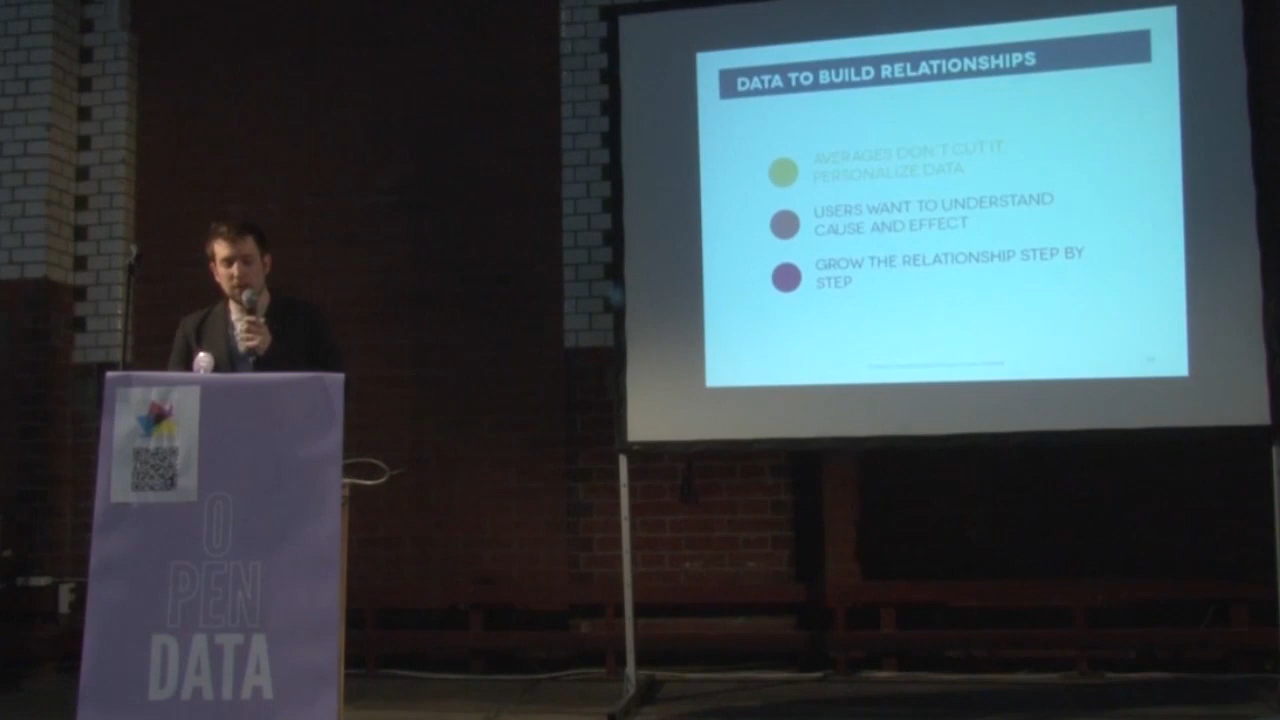 DATA TO BUILD RELATIONSHIPS
AVERAGES DON'T CUT IT
PERSONALIZE DATA
USERS WANT TO UNDERSTAND
CAUSE AND EFFECT
GROW THE RELATIONSHIP STEP BY
STEP
O
PEN
DATA